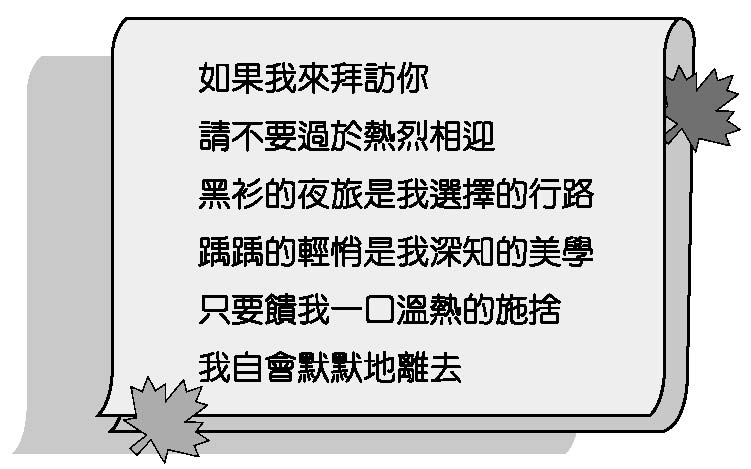 如果我來拜訪你
請不要過於熱烈相迎
黑衫的夜旅是我選擇的行路
踽踽的輕悄是我深知的美學
只要饋我一口溫熱的施捨
我自會默默地離去